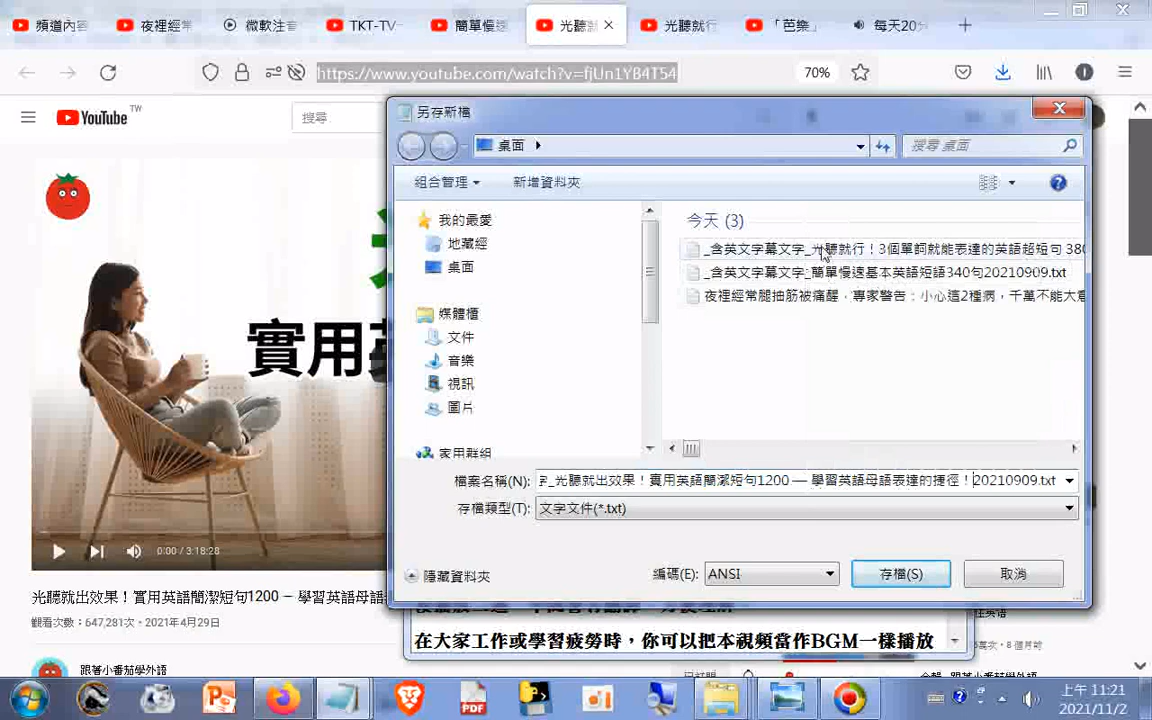 頻道內容
夜裡經常
微軟注音
TKT-TV-
簡單慢速
光聽就
光聽就行
「芭樂」
每天20分
https://www.youtube.com/watch?v=fjUn1YB4T54
70%
YouTube TW
搜尋
另存新檔
桌面
搜尋 桌面
組合管理
新增資料夾
我的最愛
地藏經
桌面
媒體櫃
文件
音樂
視訊
圖片
家用群組
今天 (3)
_含英文字幕文字_光聽就行！3個單詞就能表達的英語超短句 380
_含英文字幕文字_簡單慢速基本英語短語340句20210909.txt
夜裡經常腿抽筋被痛醒，專家警告：小心這2種病，千萬不能大意
實用英
檔案名稱(N):
_光聽就出效果！實用英語簡潔短句1200 — 學習英語母語表達的捷徑！20210909.txt
存檔類型(T):
文字文件(*.txt)
隱藏資料夾
編碼(E):
ANSI
存檔(S)
取消
0:00 / 3:18:28
光聽就出效果！實用英語簡潔短句1200 — 學習英語母語
觀看次數：647,281次 • 2021年4月29日
在大家工作或學習疲勞時，你可以把本視頻當作BGM一樣播放
跟著小番茄學外語
PDF
上午 11:21
2021/11/2